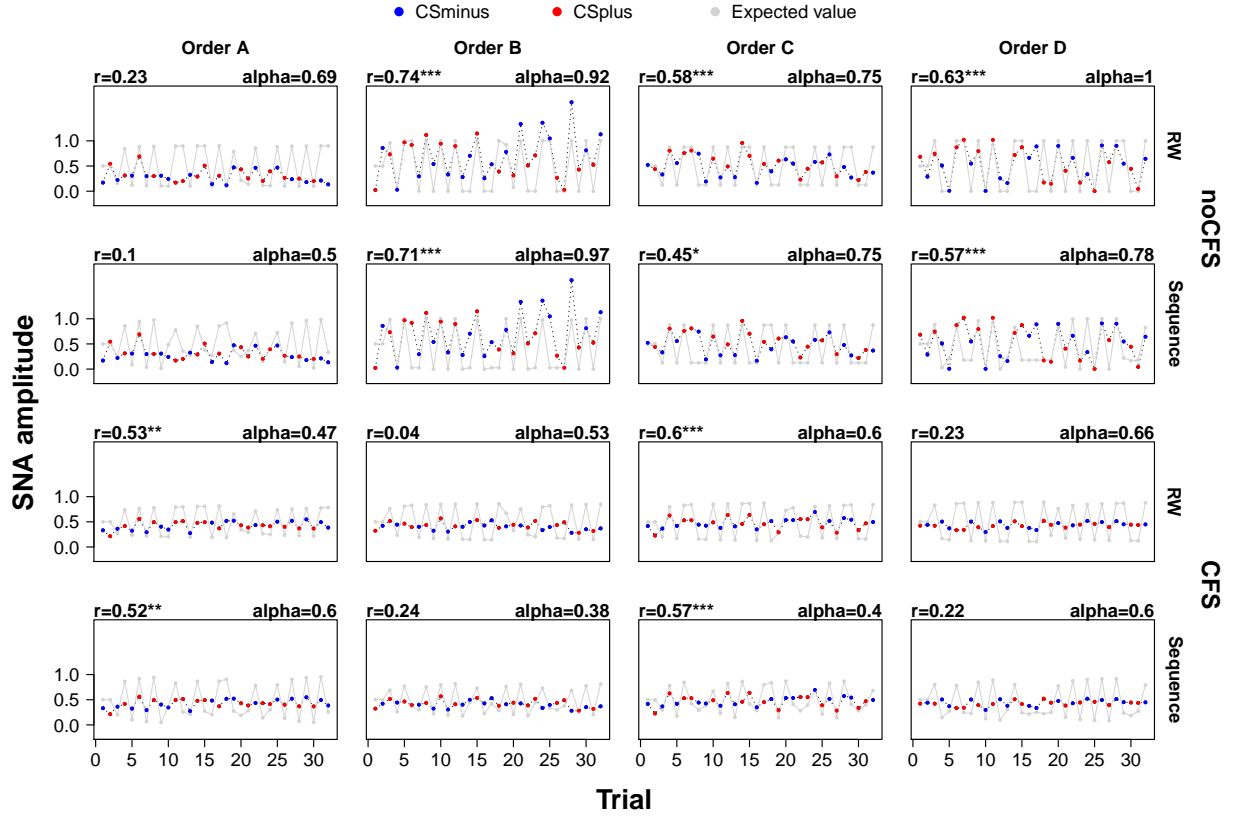 CSminus CSplus Expected value
Order A Order B Order C Order D
r=0.23 alpha=0.69 r=0.74*** alpha=0.92 r=0.58*** alpha=0.75 r=0.63*** alpha=1
1.0
0.5
0.0
RW
noCFS
r=0.1 alpha=0.5 r=0.71*** alpha=0.97 r=0.45* alpha=0.75 r=0.57*** alpha=0.78
1.0
0.5
0.0
Sequence
SNA amplitude
r=0.53** alpha=0.47 r=0.04 alpha=0.53 r=0.6*** alpha=0.6 r=0.23 alpha=0.66
1.0
0.5
0.0
RW
CFS
r=0.52** alpha=0.6 r=0.24 alpha=0.38 r=0.57*** alpha=0.4 r=0.22 alpha=0.6
1.0
0.5
0.0
Sequence
0 5 10 15 20 25 30 0 5 10 15 20 25 30 0 5 10 15 20 25 30 0 5 10 15 20 25 30
Trial